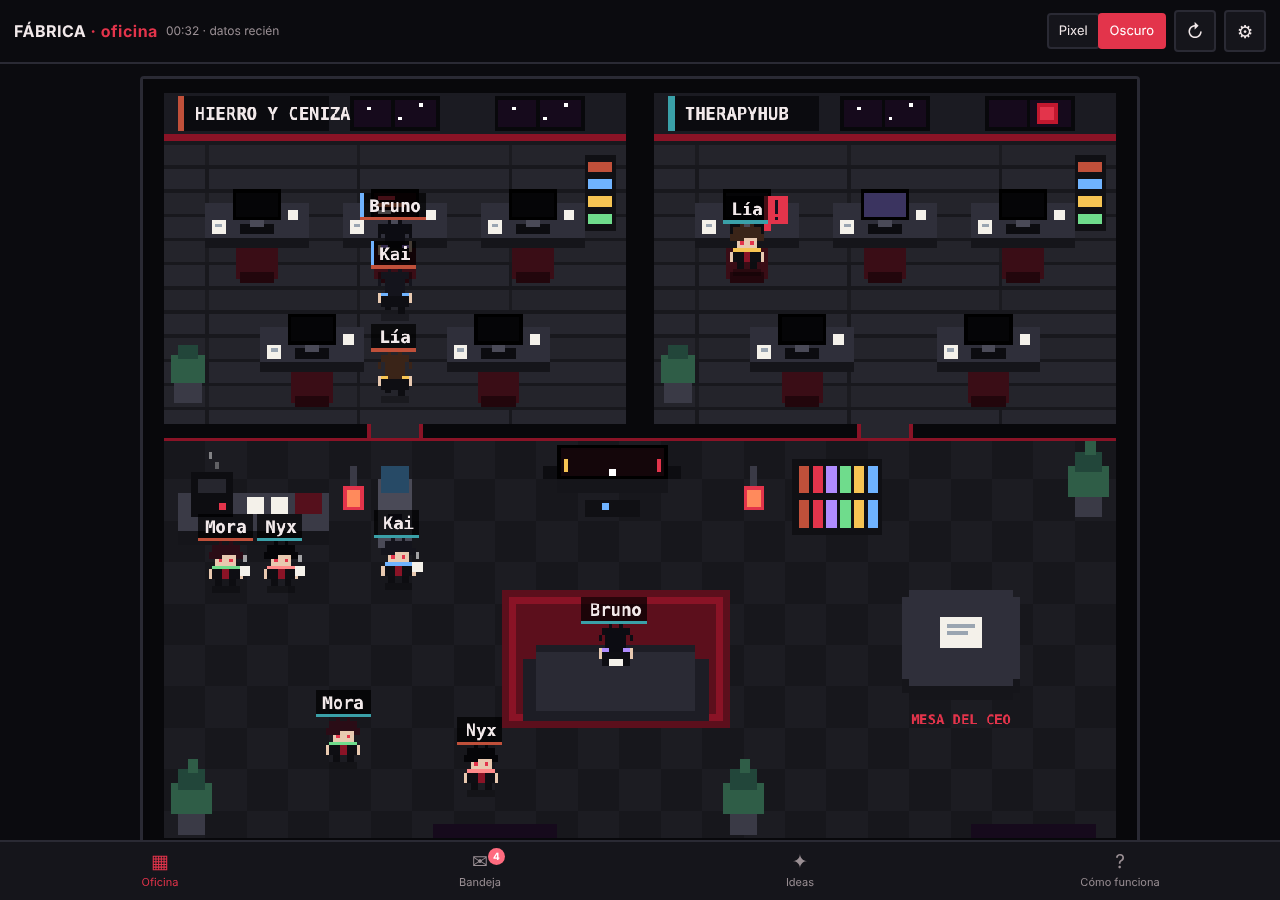 FÁBRICA · oficina 00:32 · datos recién
Pixel Oscuro
HIERRO Y CENIZA
THERAPYHUB
Bruno
Lía !
Kai
Lía
Kai
Mora Nyx
Bruno
Mora
MESA DEL CEO
Nyx
4
Oficina Bandeja Ideas Cómo funciona